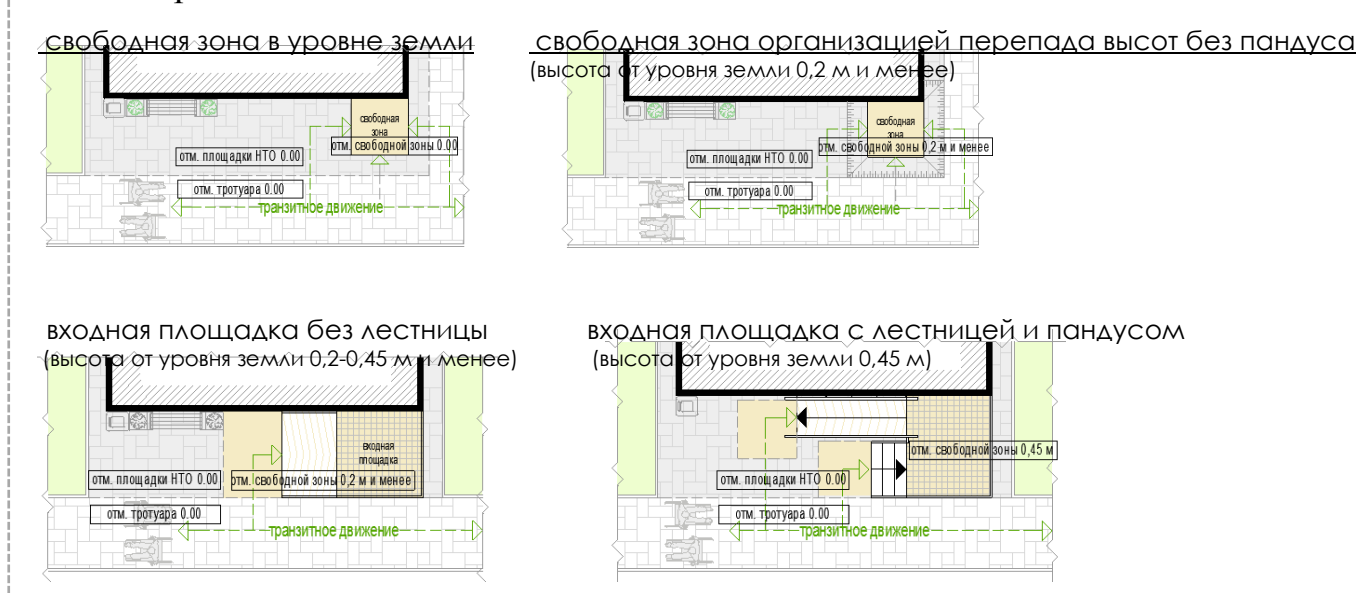 свободная зона в уровне земли
свободная зона организацией перепада высот без пандуса
(высота от уровня земли 0,2 м и менее)
свободная
зона
отм. свободной зоны 0.00
отм. площадки НТО 0.00
отм. тротуара 0.00
транзитное движение
свободная
зона
отм. свободной зоны 0,2 м и менее
отм. площадки НТО 0.00
отм. тротуара 0.00
транзитное движение
входная площадка без лестницы
(высота от уровня земли 0,2-0,45 м и менее)
входная площадка с лестницей и пандусом
(высота от уровня земли 0,45 м)
входная
площадка
отм. площадки НТО 0.00
отм. свободной зоны 0,2 м и менее
отм. тротуара 0.00
транзитное движение
отм. свободной зоны 0,45 м
отм. площадки НТО 0.00
отм. тротуара 0.00
транзитное движение